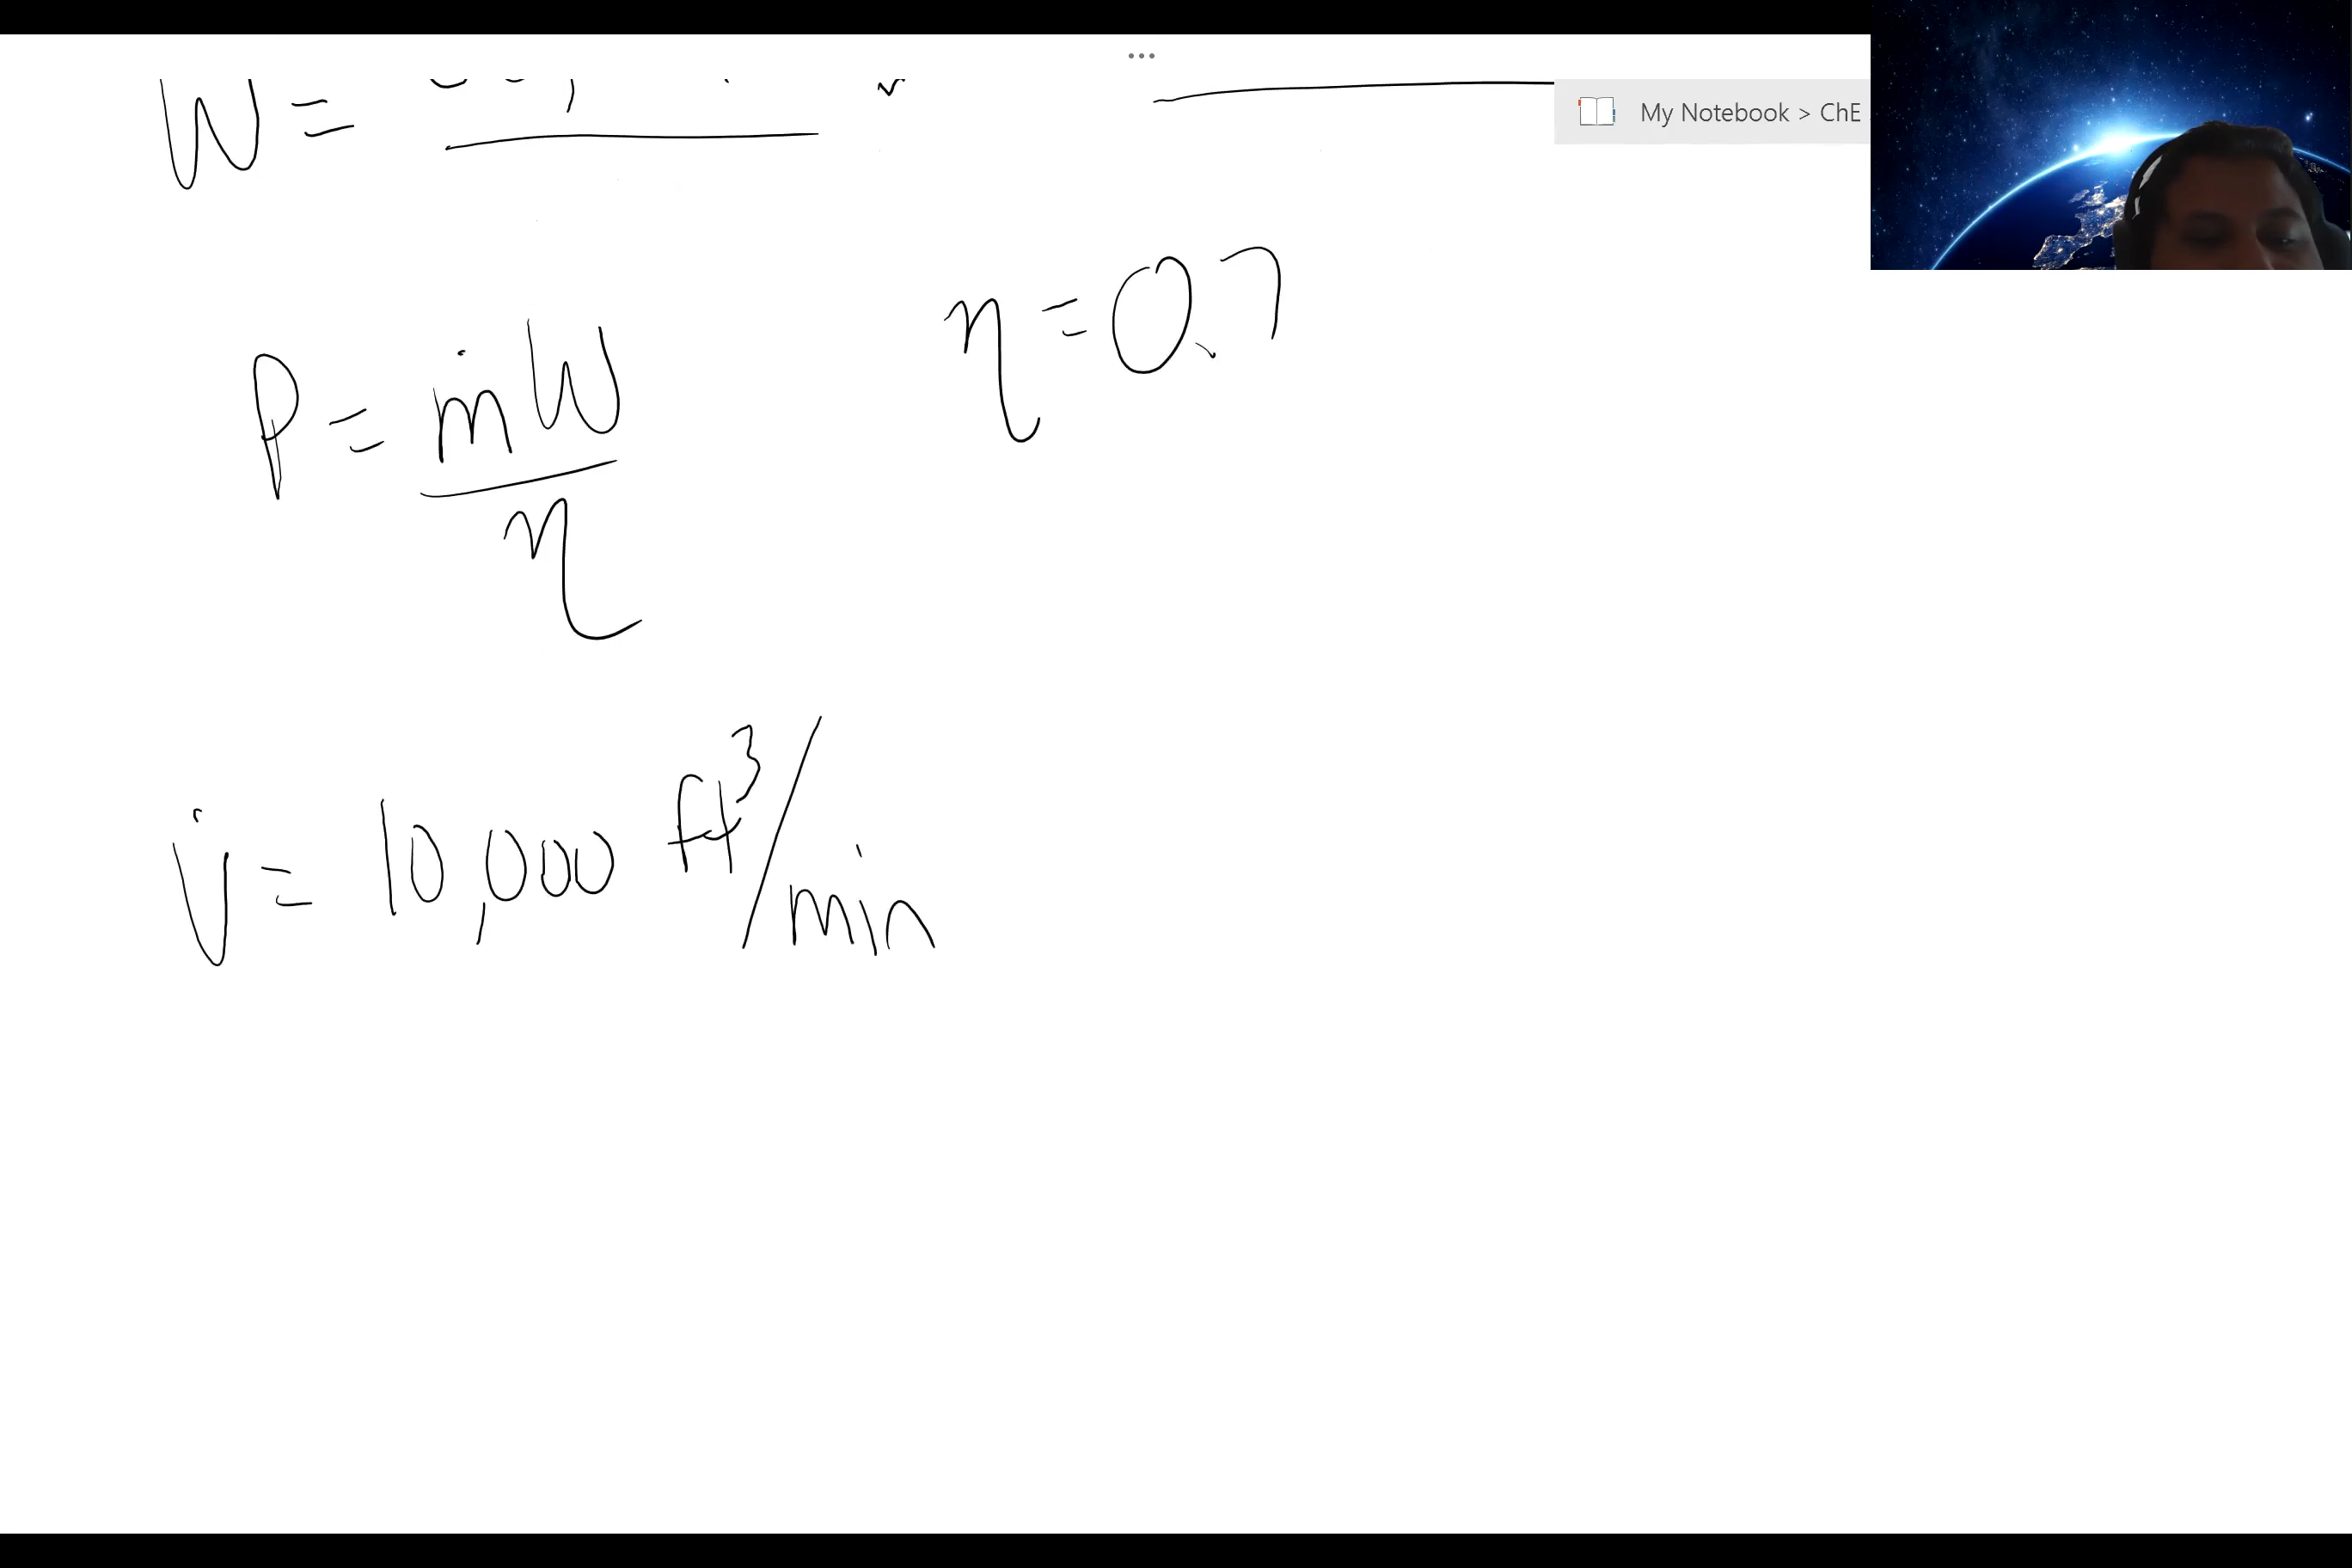 W =
My Notebook > ChE
η = 0.7
P = ṁW
η
V̇ = 10,000 ft³/min